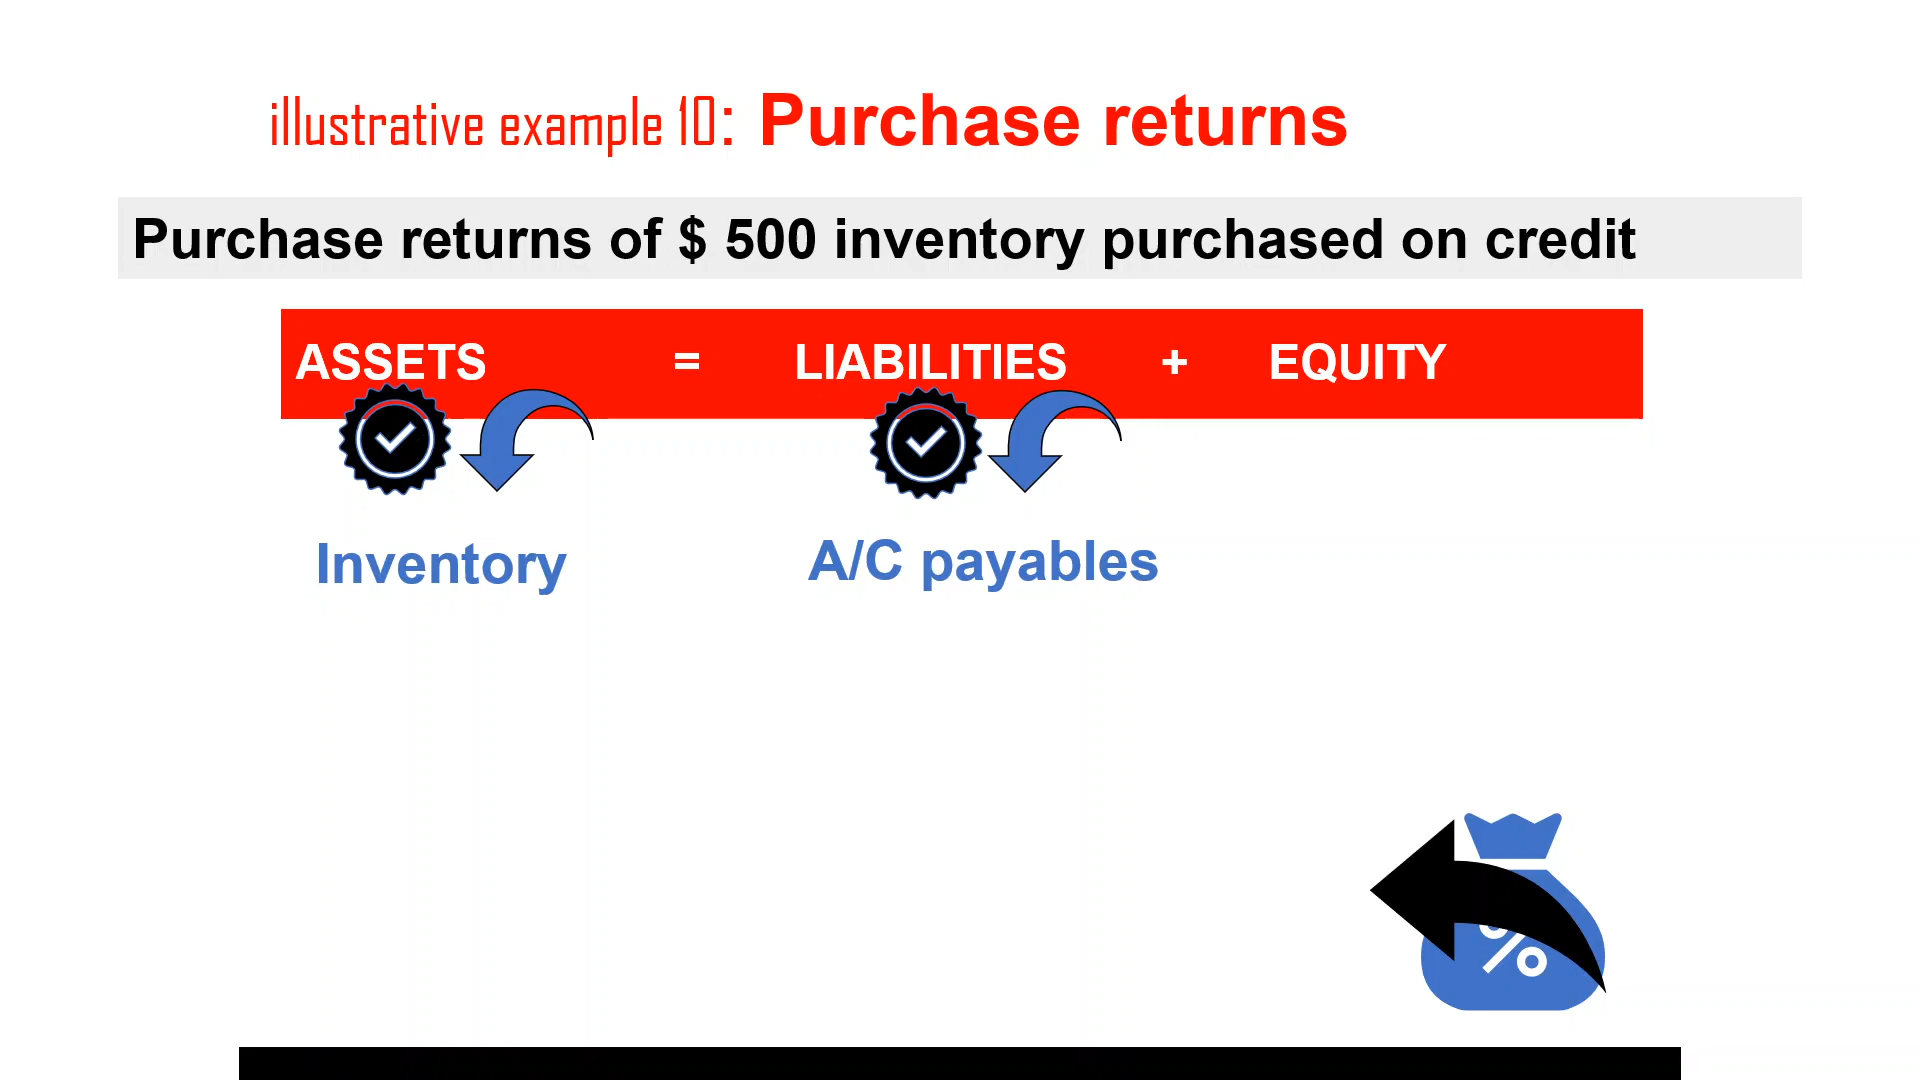 illustrative example 10: Purchase returns
Purchase returns of $ 500 inventory purchased on credit
ASSETS = LIABILITIES + EQUITY
Inventory A/C payables
%